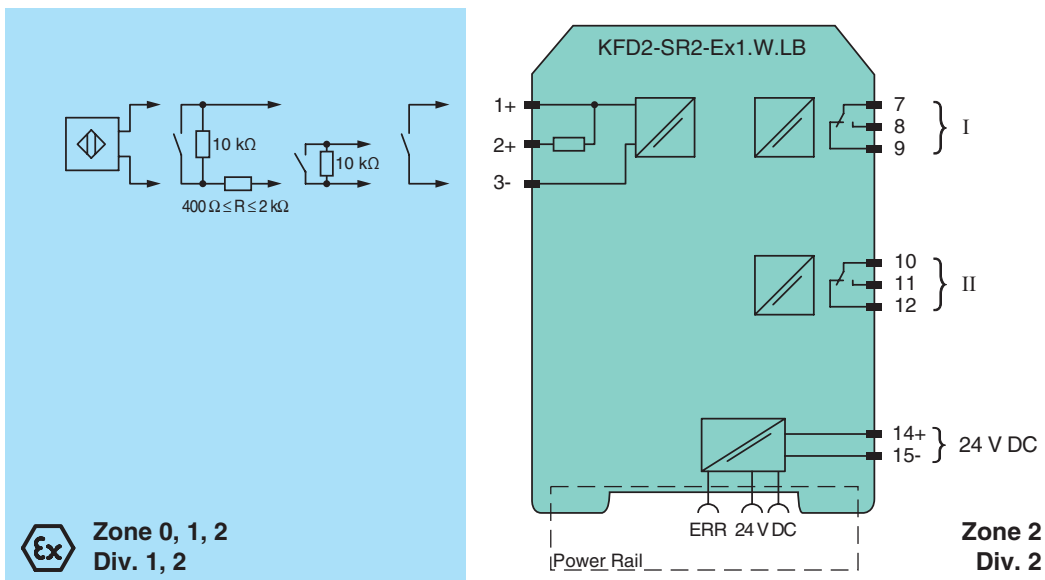 KFD2-SR2-Ex1.W.LB
10 kΩ
10 kΩ
400 Ω ≤ R ≤ 2 kΩ
1+
2+
3-
7
8
9
I
10
11
12
II
14+
15-
24 V DC
ERR 24 V DC
Power Rail
Ex
Zone 0, 1, 2
Div. 1, 2
Zone 2
Div. 2